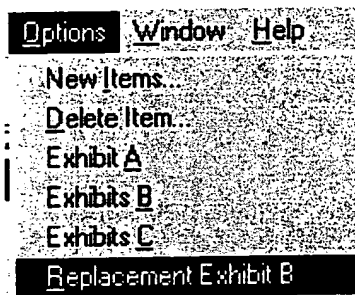 Options Window Help
New Items...
Delete Item...
Exhibit A
Exhibits B
Exhibits C
Replacement Exhibit B